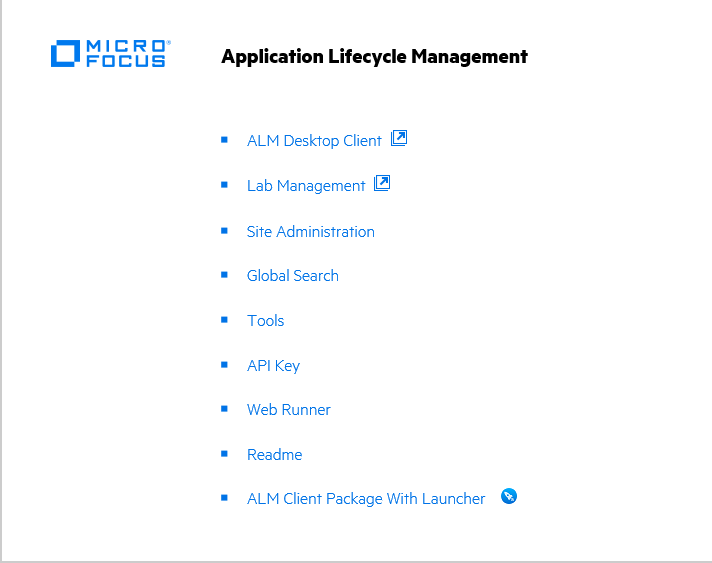 MICRO
FOCUS
Application Lifecycle Management
ALM Desktop Client
Lab Management
Site Administration
Global Search
Tools
API Key
Web Runner
Readme
ALM Client Package With Launcher